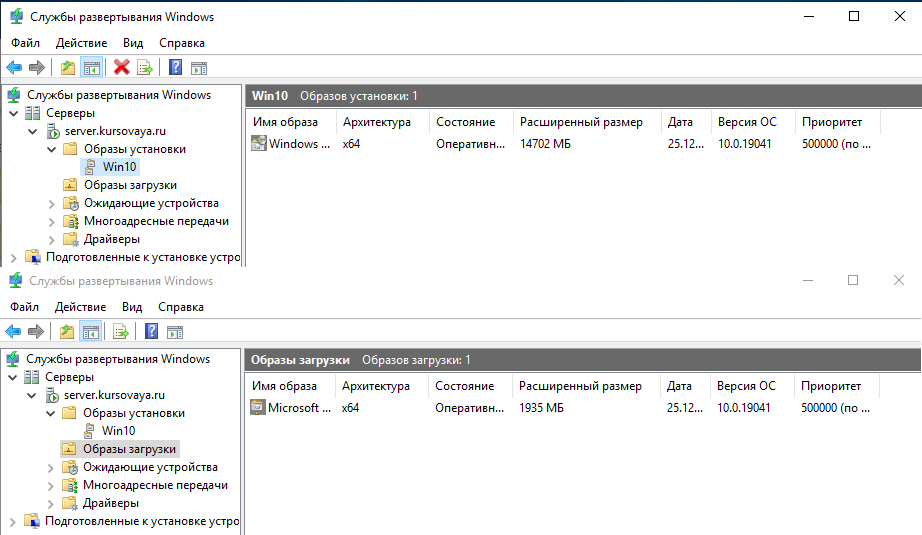 Службы развертывания Windows
Файл Действие Вид Справка
Службы развертывания Windows
Серверы
server.kursovaya.ru
Образы установки
Win10
Образы загрузки
Ожидающие устройства
Многоадресные передачи
Драйверы
Подготовленные к установке устро
Win10 Образов установки: 1
Имя образа Архитектура Состояние Расширенный размер Дата Версия ОС Приоритет
Windows ... x64 Оперативн... 14702 МБ 25.12... 10.0.19041 500000 (по ...
Службы развертывания Windows
Файл Действие Вид Справка
Службы развертывания Windows
Серверы
server.kursovaya.ru
Образы установки
Win10
Образы загрузки
Ожидающие устройства
Многоадресные передачи
Драйверы
Подготовленные к установке устро
Образы загрузки Образов загрузки: 1
Имя образа Архитектура Состояние Расширенный размер Дата Версия ОС Приоритет
Microsoft ... x64 Оперативн... 1935 МБ 25.12... 10.0.19041 500000 (по ...